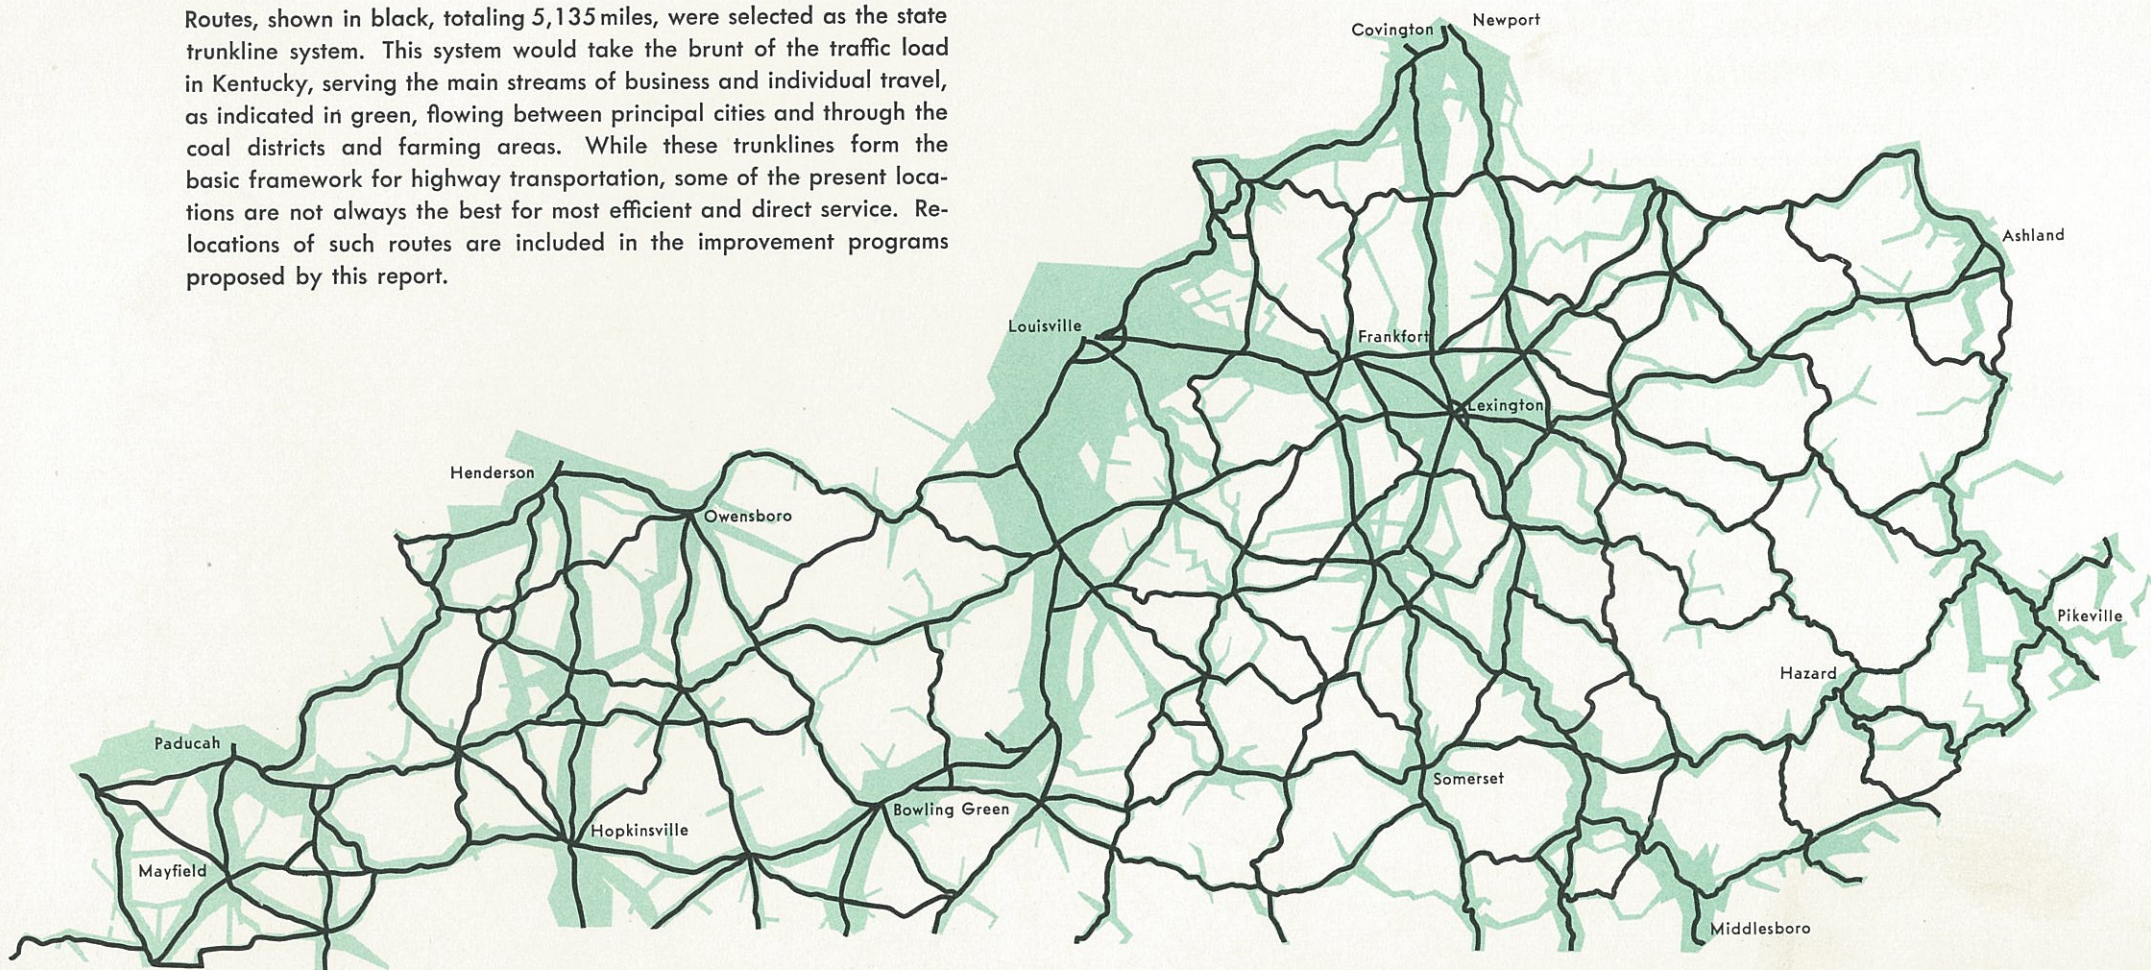 Routes, shown in black, totaling 5,135 miles, were selected as the state
trunkline system. This system would take the brunt of the traffic load
in Kentucky, serving the main streams of business and individual travel,
as indicated in green, flowing between principal cities and through the
coal districts and farming areas. While these trunklines form the
basic framework for highway transportation, some of the present loca-
tions are not always the best for most efficient and direct service. Re-
locations of such routes are included in the improvement programs
proposed by this report.
Covington
Newport
Ashland
Louisville
Frankfort
Lexington
Henderson
Owensboro
Pikeville
Hazard
Paducah
Somerset
Bowling Green
Hopkinsville
Mayfield
Middlesboro